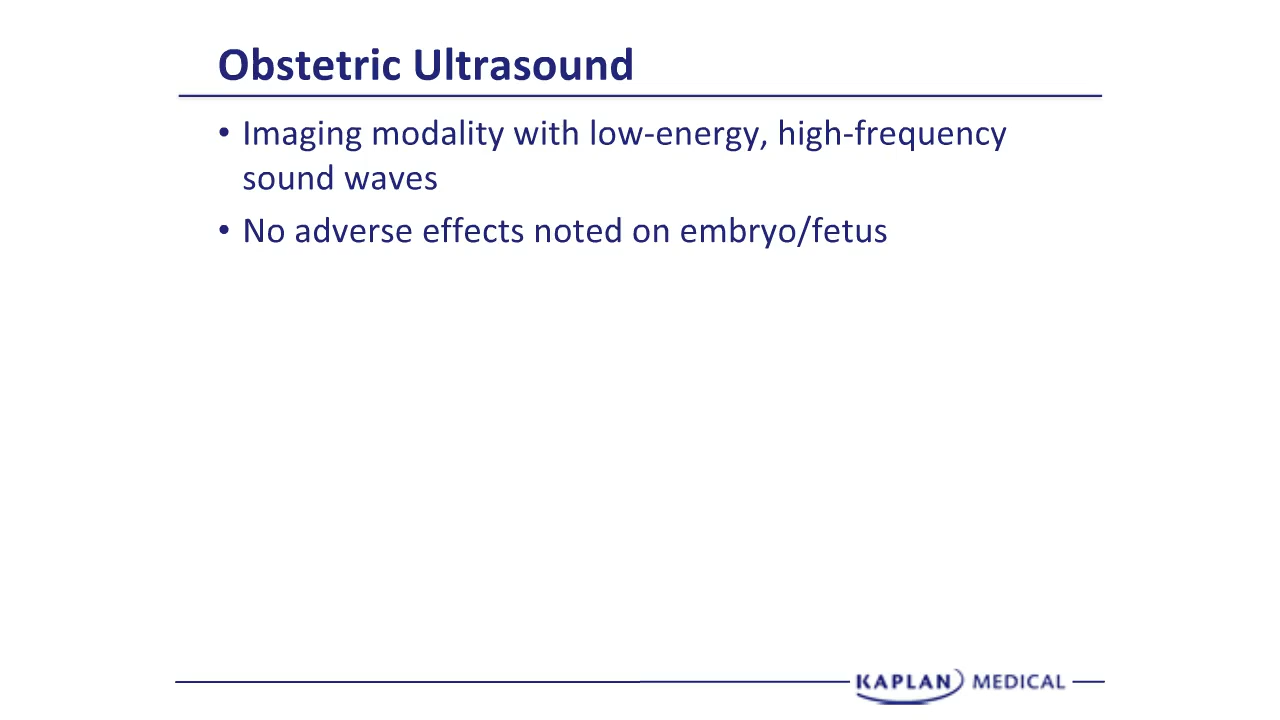 Obstetric Ultrasound
• Imaging modality with low-energy, high-frequency
sound waves
• No adverse effects noted on embryo/fetus
KAPLAN MEDICAL